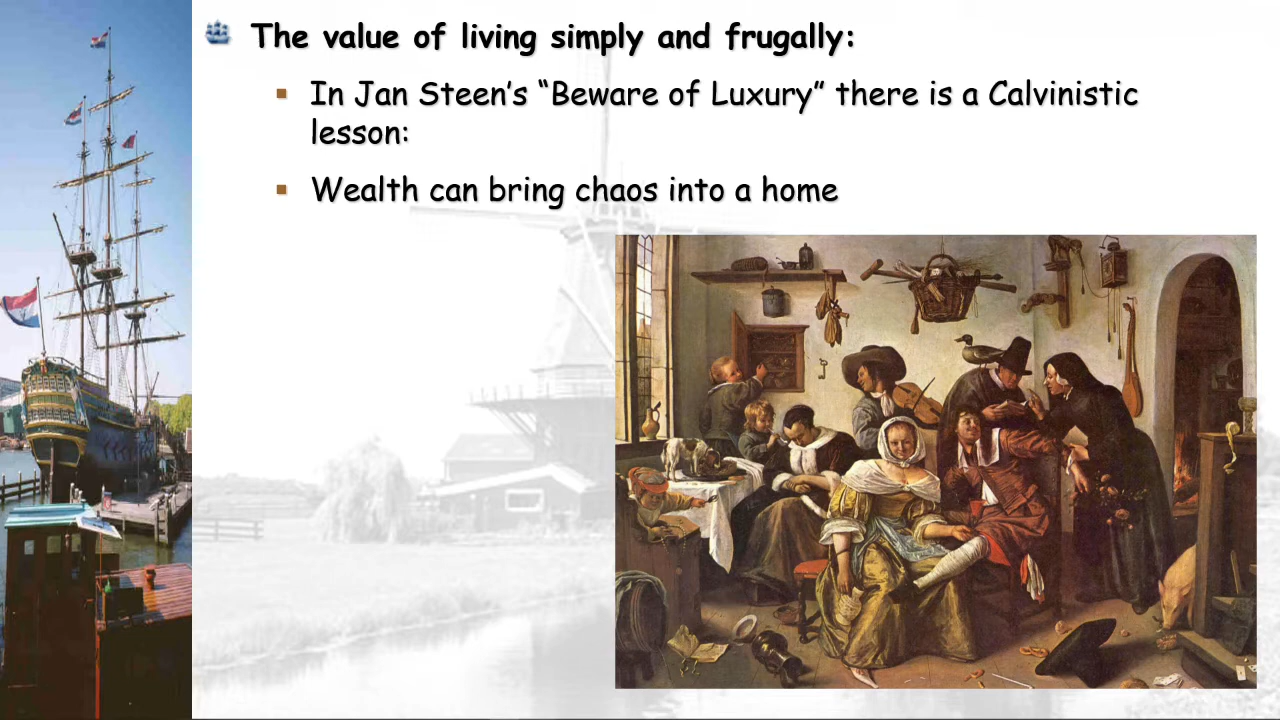 The value of living simply and frugally:
In Jan Steen’s “Beware of Luxury” there is a Calvinistic
lesson:
Wealth can bring chaos into a home